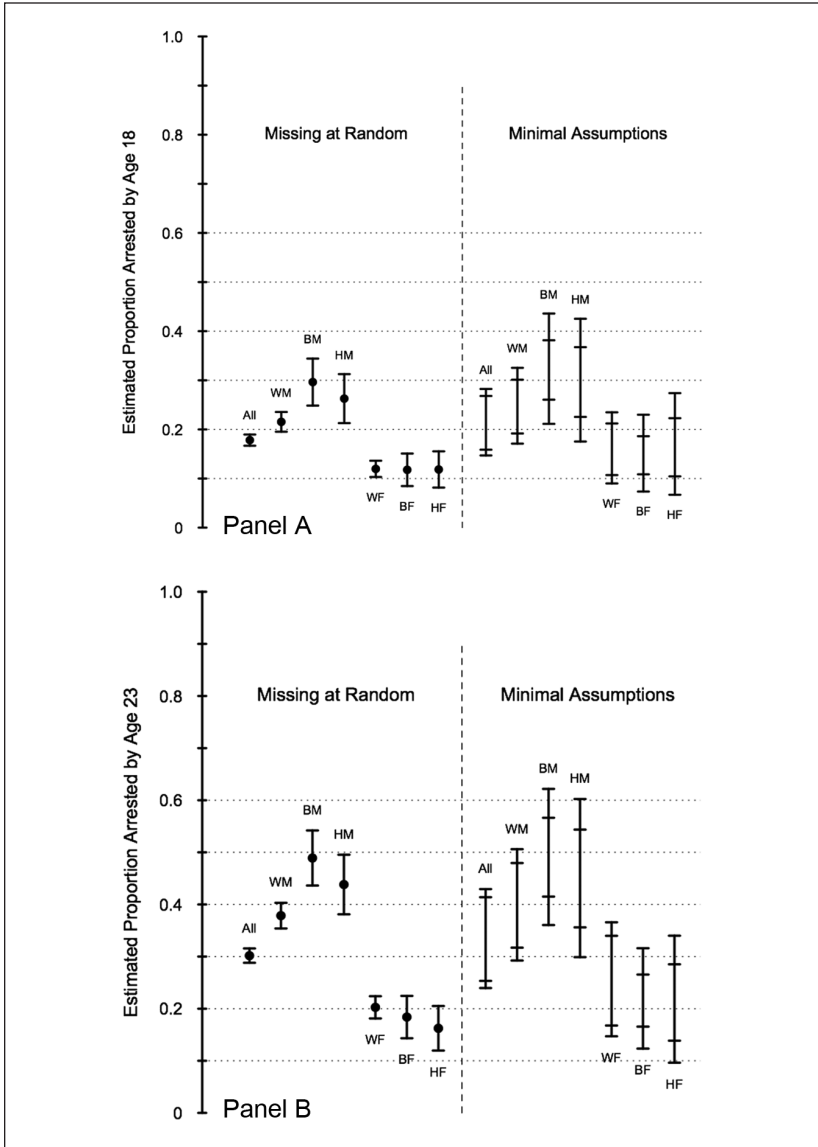 1.0
Missing at Random
Minimal Assumptions
0.8
Estimated Proportion Arrested by Age 18
0.6
BM
HM
0.4
BM
HM
WM
All
WM
All
0.2
WF
BF
HF
WF
BF
HF
0
Panel A
1.0
Missing at Random
Minimal Assumptions
0.8
Estimated Proportion Arrested by Age 23
BM
HM
0.6
BM
HM
WM
WM
All
All
0.4
0.2
WF
BF
HF
WF
BF
HF
0
Panel B